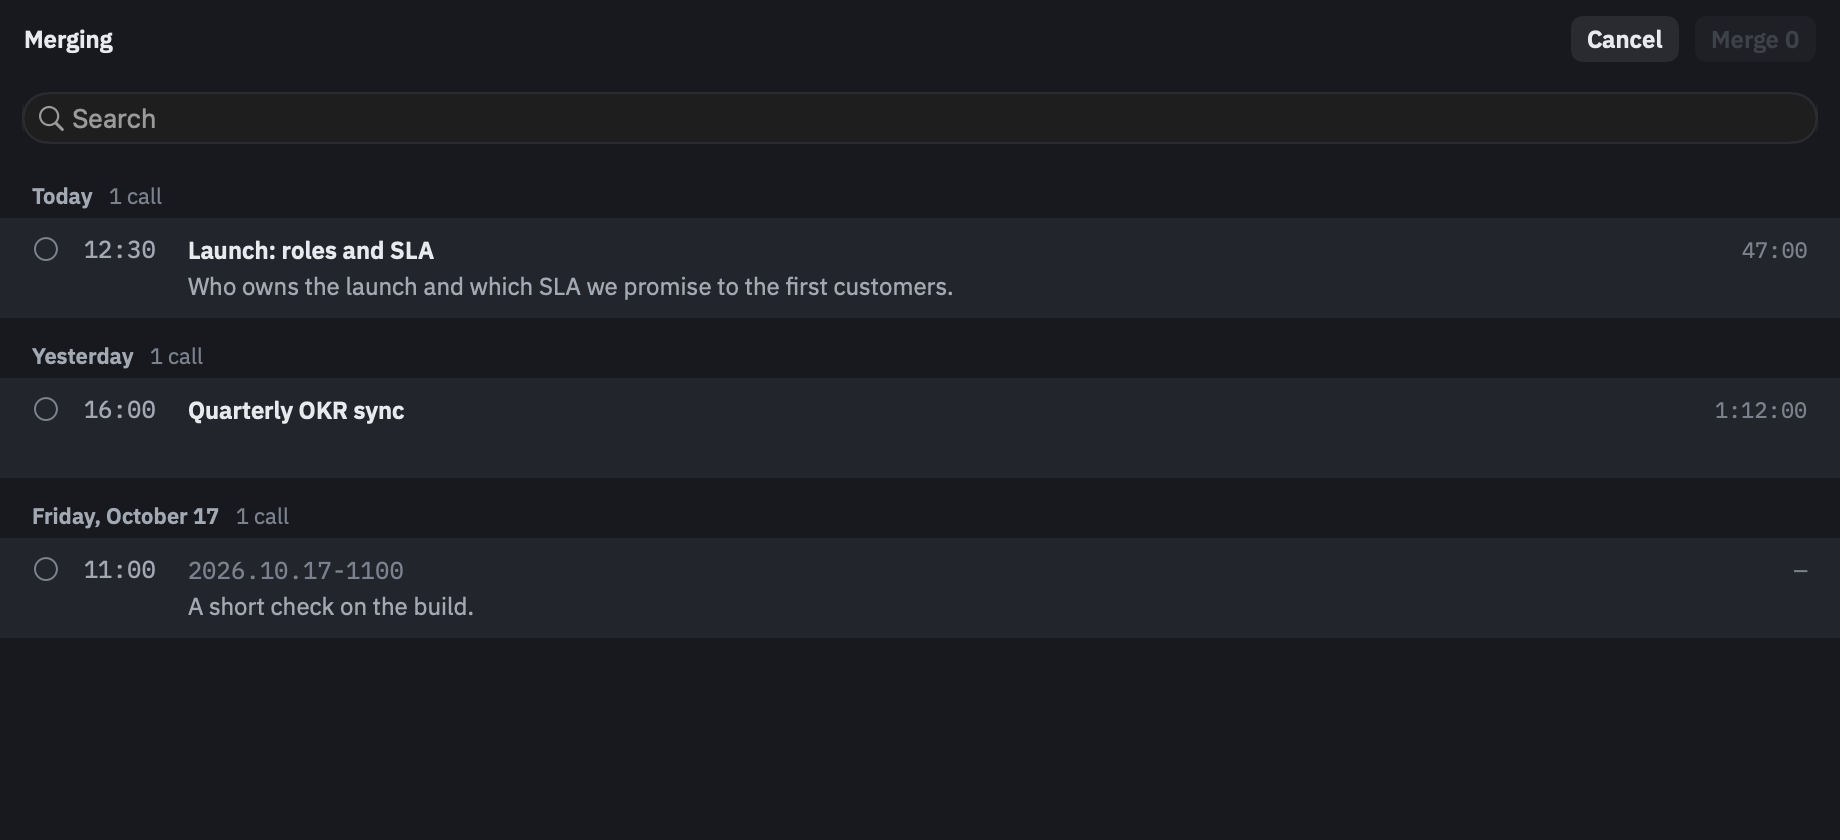 Merging
Cancel
Merge 0
Search
Today 1 call
12:30 Launch: roles and SLA 47:00
Who owns the launch and which SLA we promise to the first customers.
Yesterday 1 call
16:00 Quarterly OKR sync 1:12:00
Friday, October 17 1 call
11:00 2026.10.17-1100 —
A short check on the build.